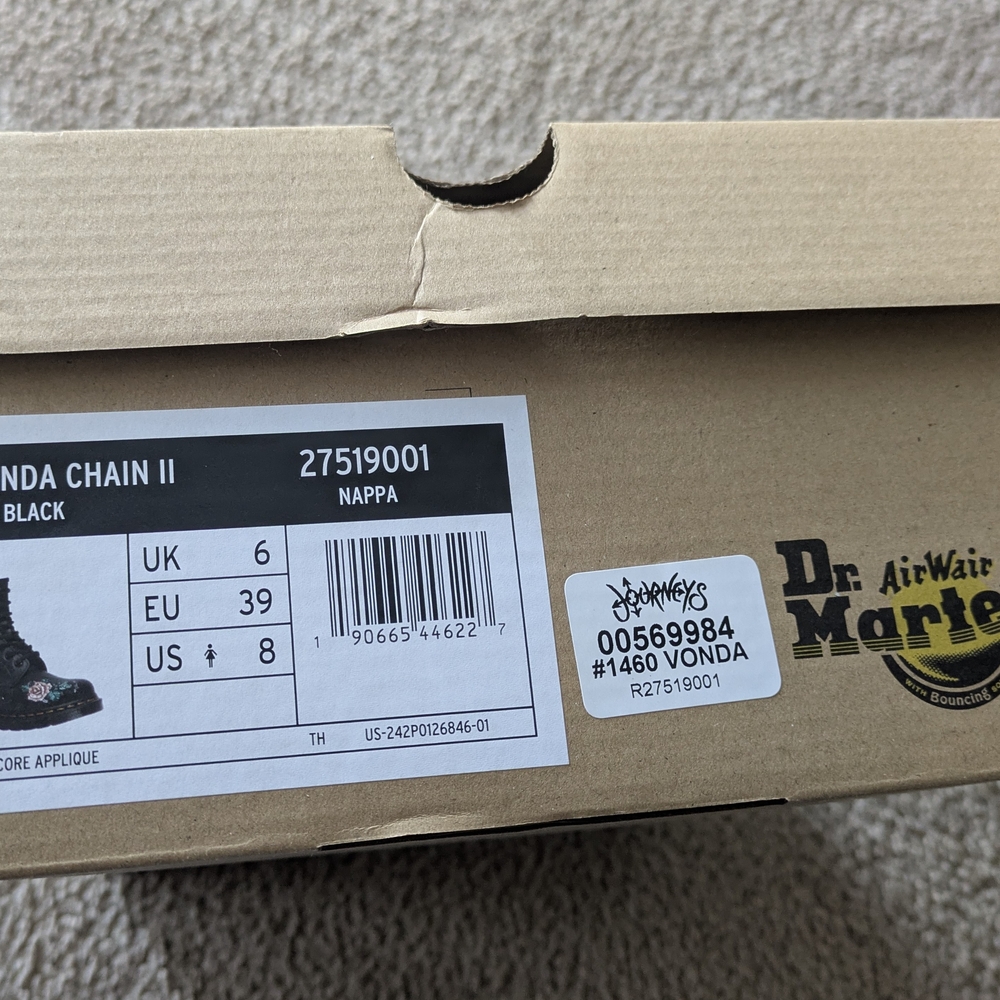 NDA CHAIN II
BLACK
27519001
NAPPA
UK 6
EU 39
US 8
1 90665 44622 7
TH US-242P0126846-01
CORE APPLIQUE
JOURNEYS
00569984
#1460 VONDA
R27519001
Dr. AirWair
Marte
WITH Bouncing